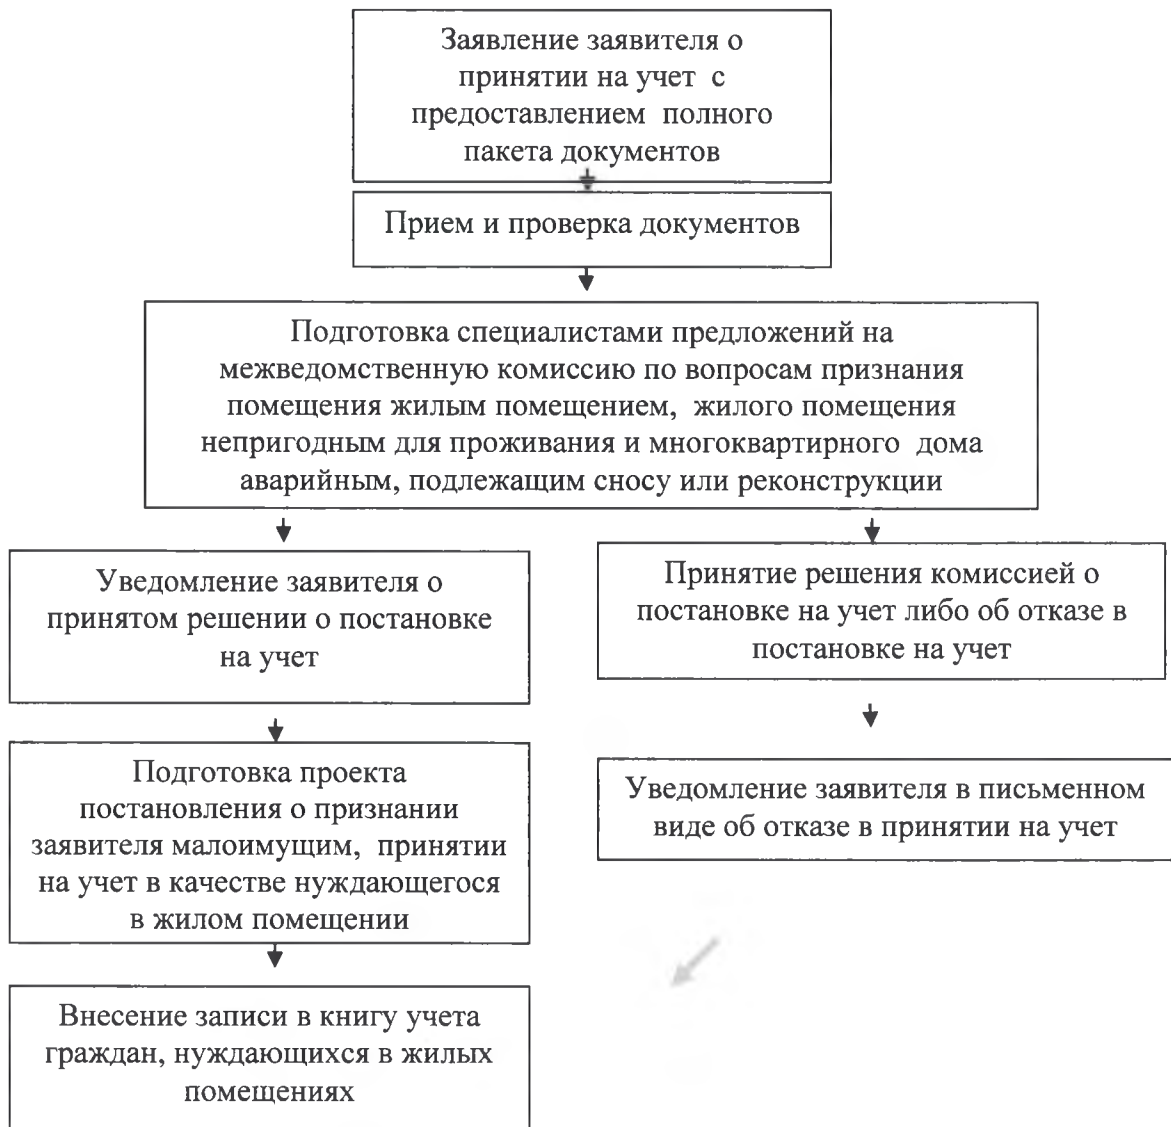 Заявление заявителя о
принятии на учет с
предоставлением полного
пакета документов
Прием и проверка документов
Подготовка специалистами предложений на
межведомственную комиссию по вопросам признания
помещения жилым помещением, жилого помещения
непригодным для проживания и многоквартирного дома
аварийным, подлежащим сносу или реконструкции
Уведомление заявителя о
принятом решении о постановке
на учет
Принятие решения комиссией о
постановке на учет либо об отказе в
постановке на учет
Подготовка проекта
постановления о признании
заявителя малоимущим, принятии
на учет в качестве нуждающегося
в жилом помещении
Уведомление заявителя в письменном
виде об отказе в принятии на учет
Внесение записи в книгу учета
граждан, нуждающихся в жилых
помещениях